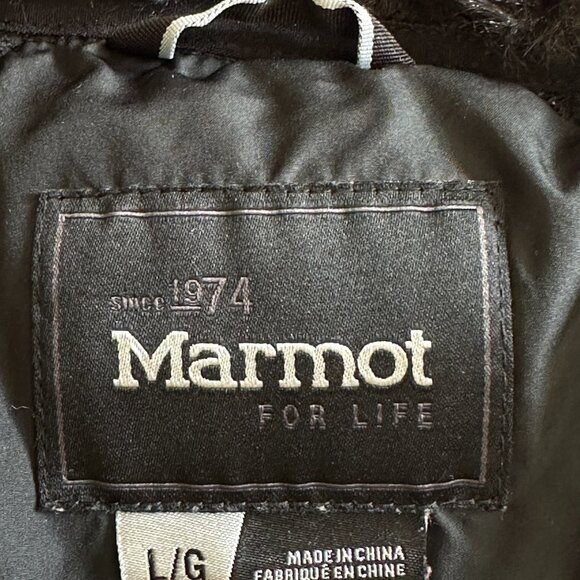 since 1974
Marmot
FOR LIFE
L/G
MADE IN CHINA
FABRIQUÉ EN CHINE